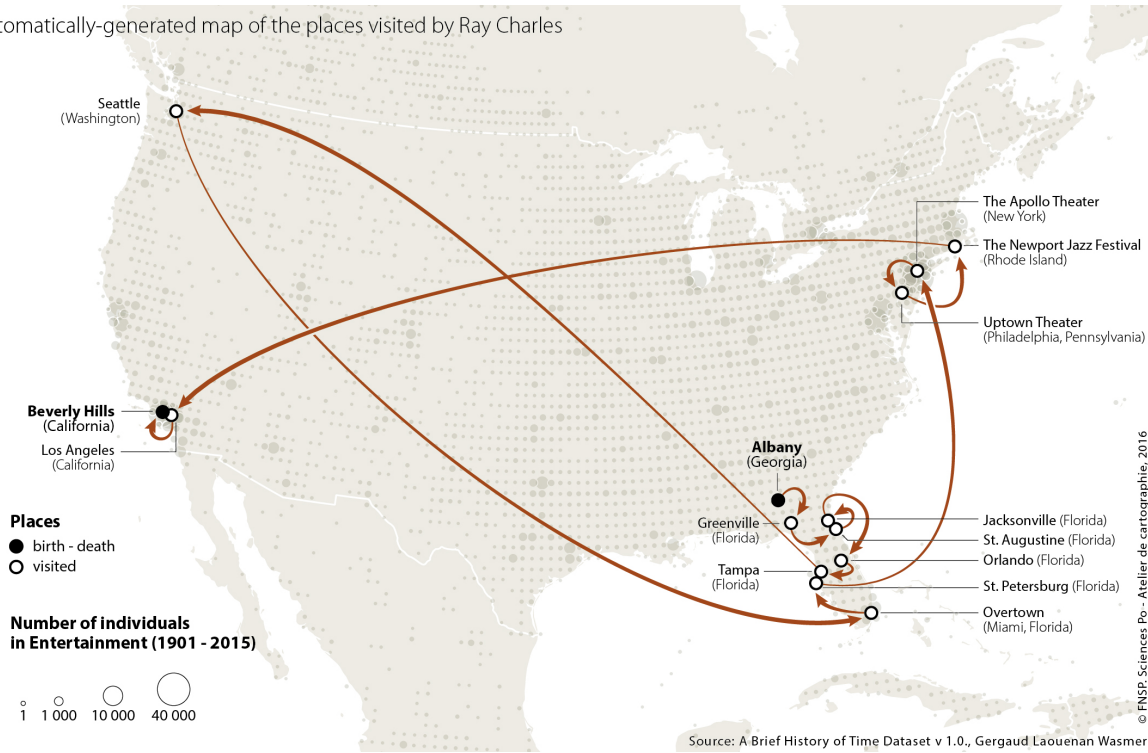 tomatically-generated map of the places visited by Ray Charles
Seattle
(Washington)
The Apollo Theater
(New York)
The Newport Jazz Festival
(Rhode Island)
Uptown Theater
(Philadelphia, Pennsylvania)
Beverly Hills
(California)
Los Angeles
(California)
Albany
(Georgia)
Greenville
(Florida)
Jacksonville (Florida)
St. Augustine (Florida)
Orlando (Florida)
Tampa
(Florida)
St. Petersburg (Florida)
Overtown
(Miami, Florida)
Places
birth - death
visited
Number of individuals
in Entertainment (1901 - 2015)
1 1 000 10 000 40 000
© FNSP. Sciences Po - Atelier de cartographie, 2016
Source: A Brief History of Time Dataset v 1.0., Gergaud Laouenan Wasmer